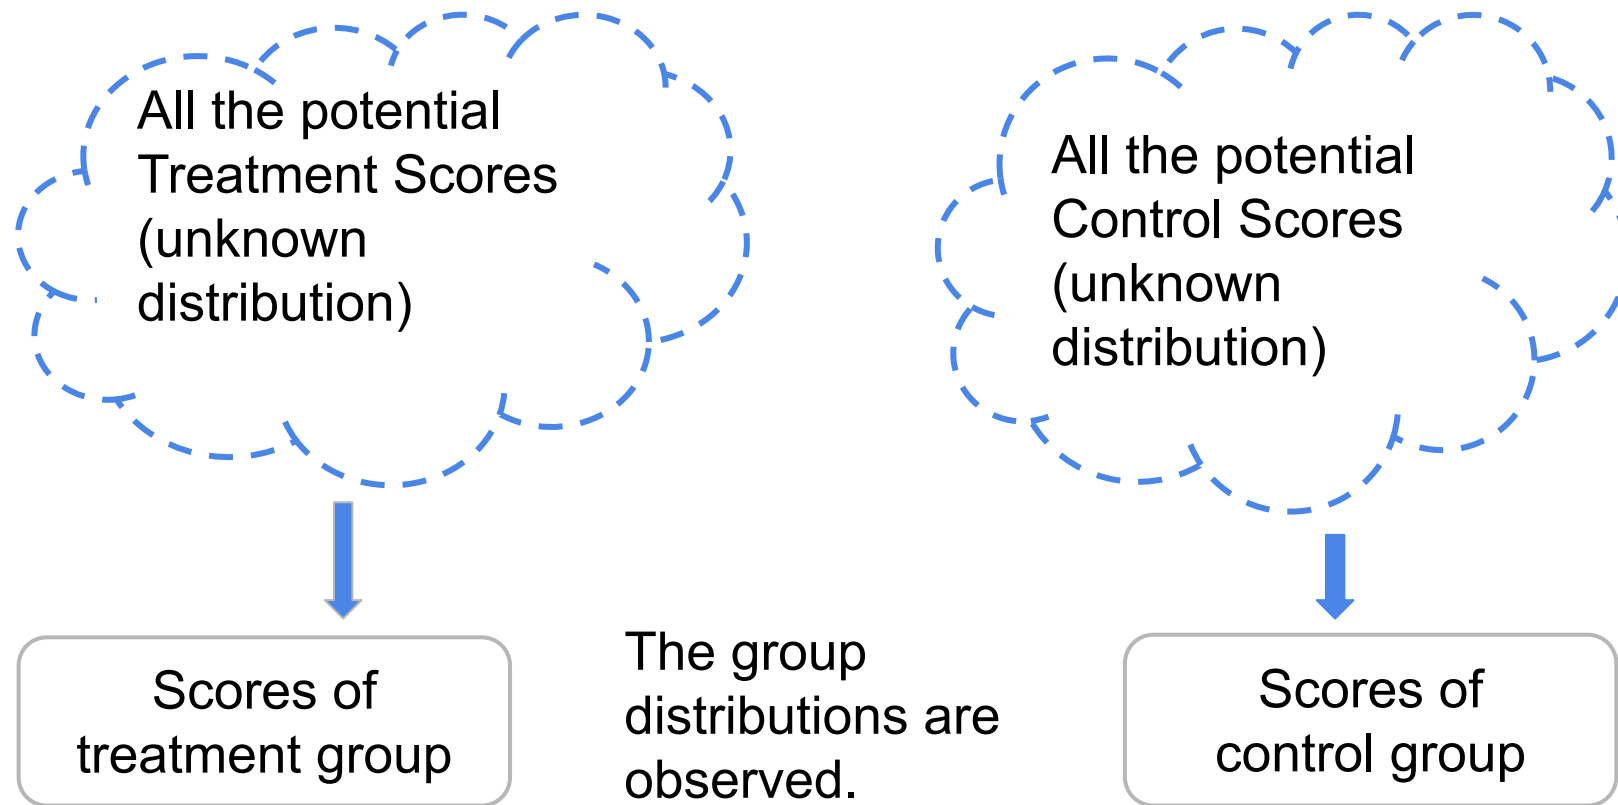 All the potential
Treatment Scores
(unknown
distribution)
All the potential
Control Scores
(unknown
distribution)
Scores of
treatment group
The group
distributions are
observed.
Scores of
control group